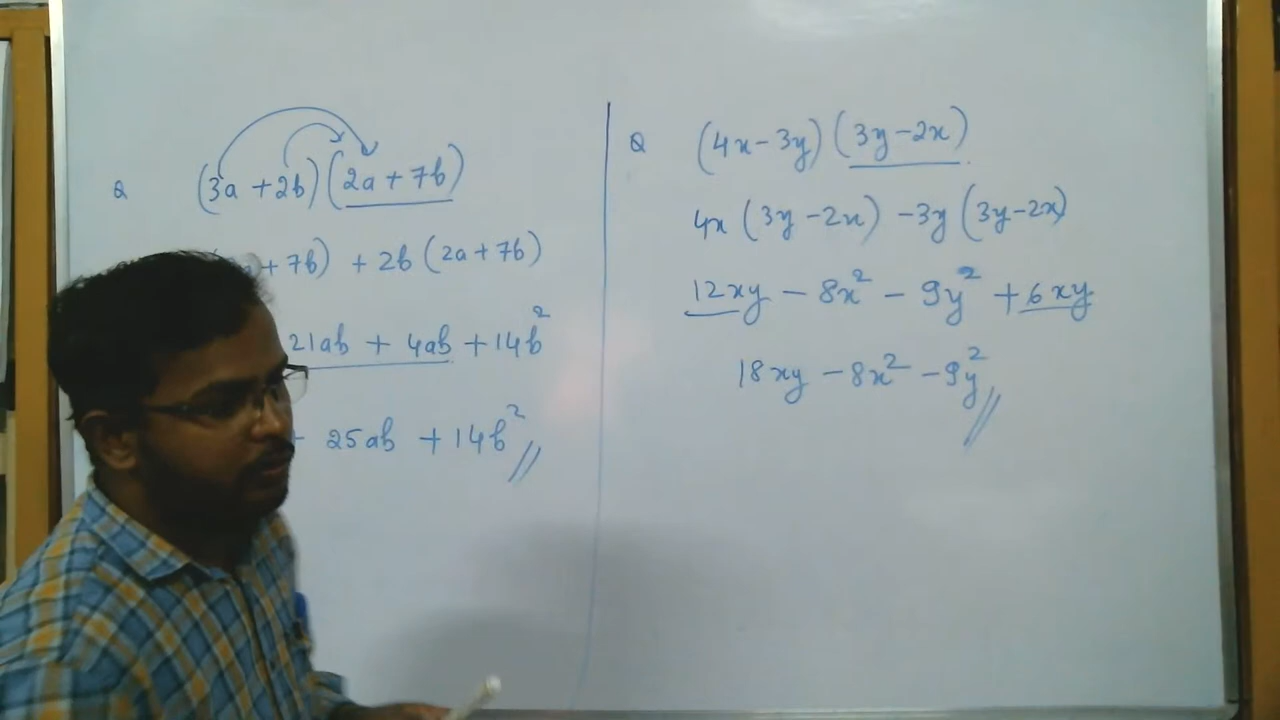 Q (3a + 2b) (2a + 7b)
+ 7b) + 2b (2a + 7b)
21ab + 4ab + 14b²
25ab + 14b² //
Q (4x - 3y) (3y - 2x)
4x (3y - 2x) - 3y (3y - 2x)
12xy - 8x² - 9y² + 6xy
18xy - 8x² - 9y² //